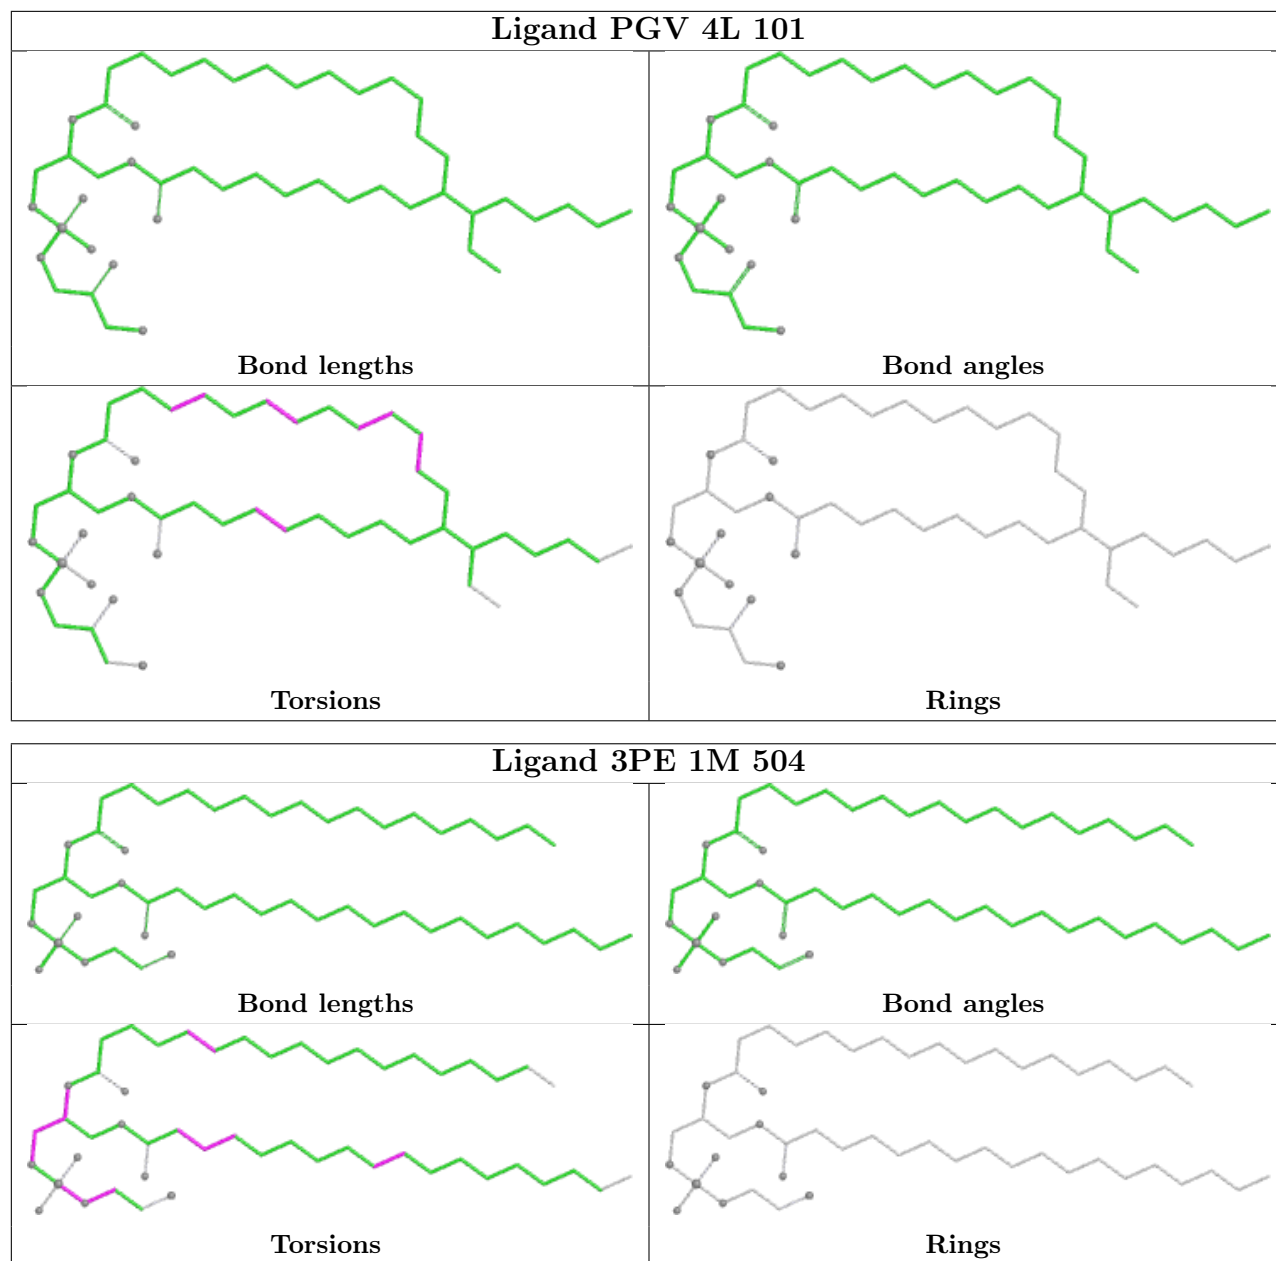 Ligand PGV 4L 101
Bond lengths
Bond angles
Torsions
Rings
Ligand 3PE 1M 504
Bond lengths
Bond angles
Torsions
Rings